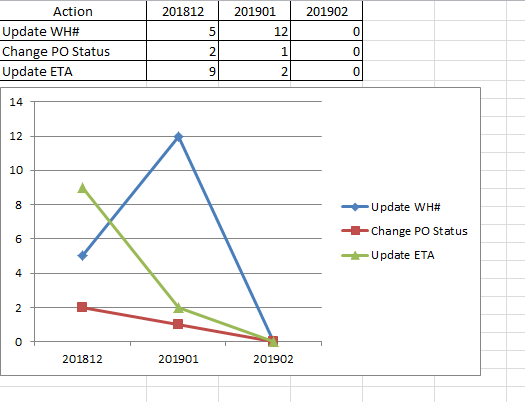 Action 201812 201901 201902
Update WH# 5 12 0
Change PO Status 2 1 0
Update ETA 9 2 0
14
12
10
8
6
4
2
0
201812 201901 201902
Update WH#
Change PO Status
Update ETA